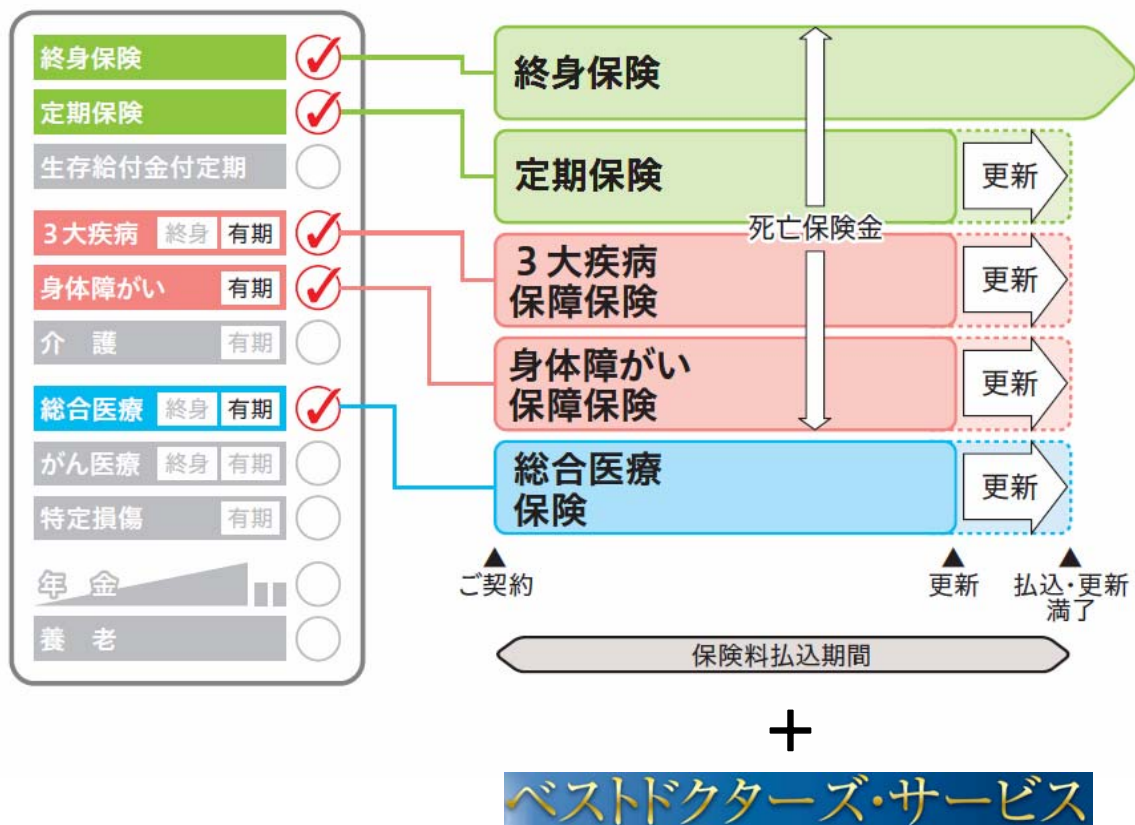 終身保険
定期保険
生存給付金付定期
3大疾病 終身 有期
身体障がい 有期
介 護 有期
総合医療 終身 有期
がん医療 終身 有期
特定損傷 有期
年 金
養 老
終身保険
定期保険
更新
死亡保険金
3大疾病
保障保険
更新
身体障がい
保障保険
更新
総合医療
保険
更新
▲
ご契約
▲
更新
▲
払込・更新
満了
保険料払込期間
+
ベストドクターズ・サービス